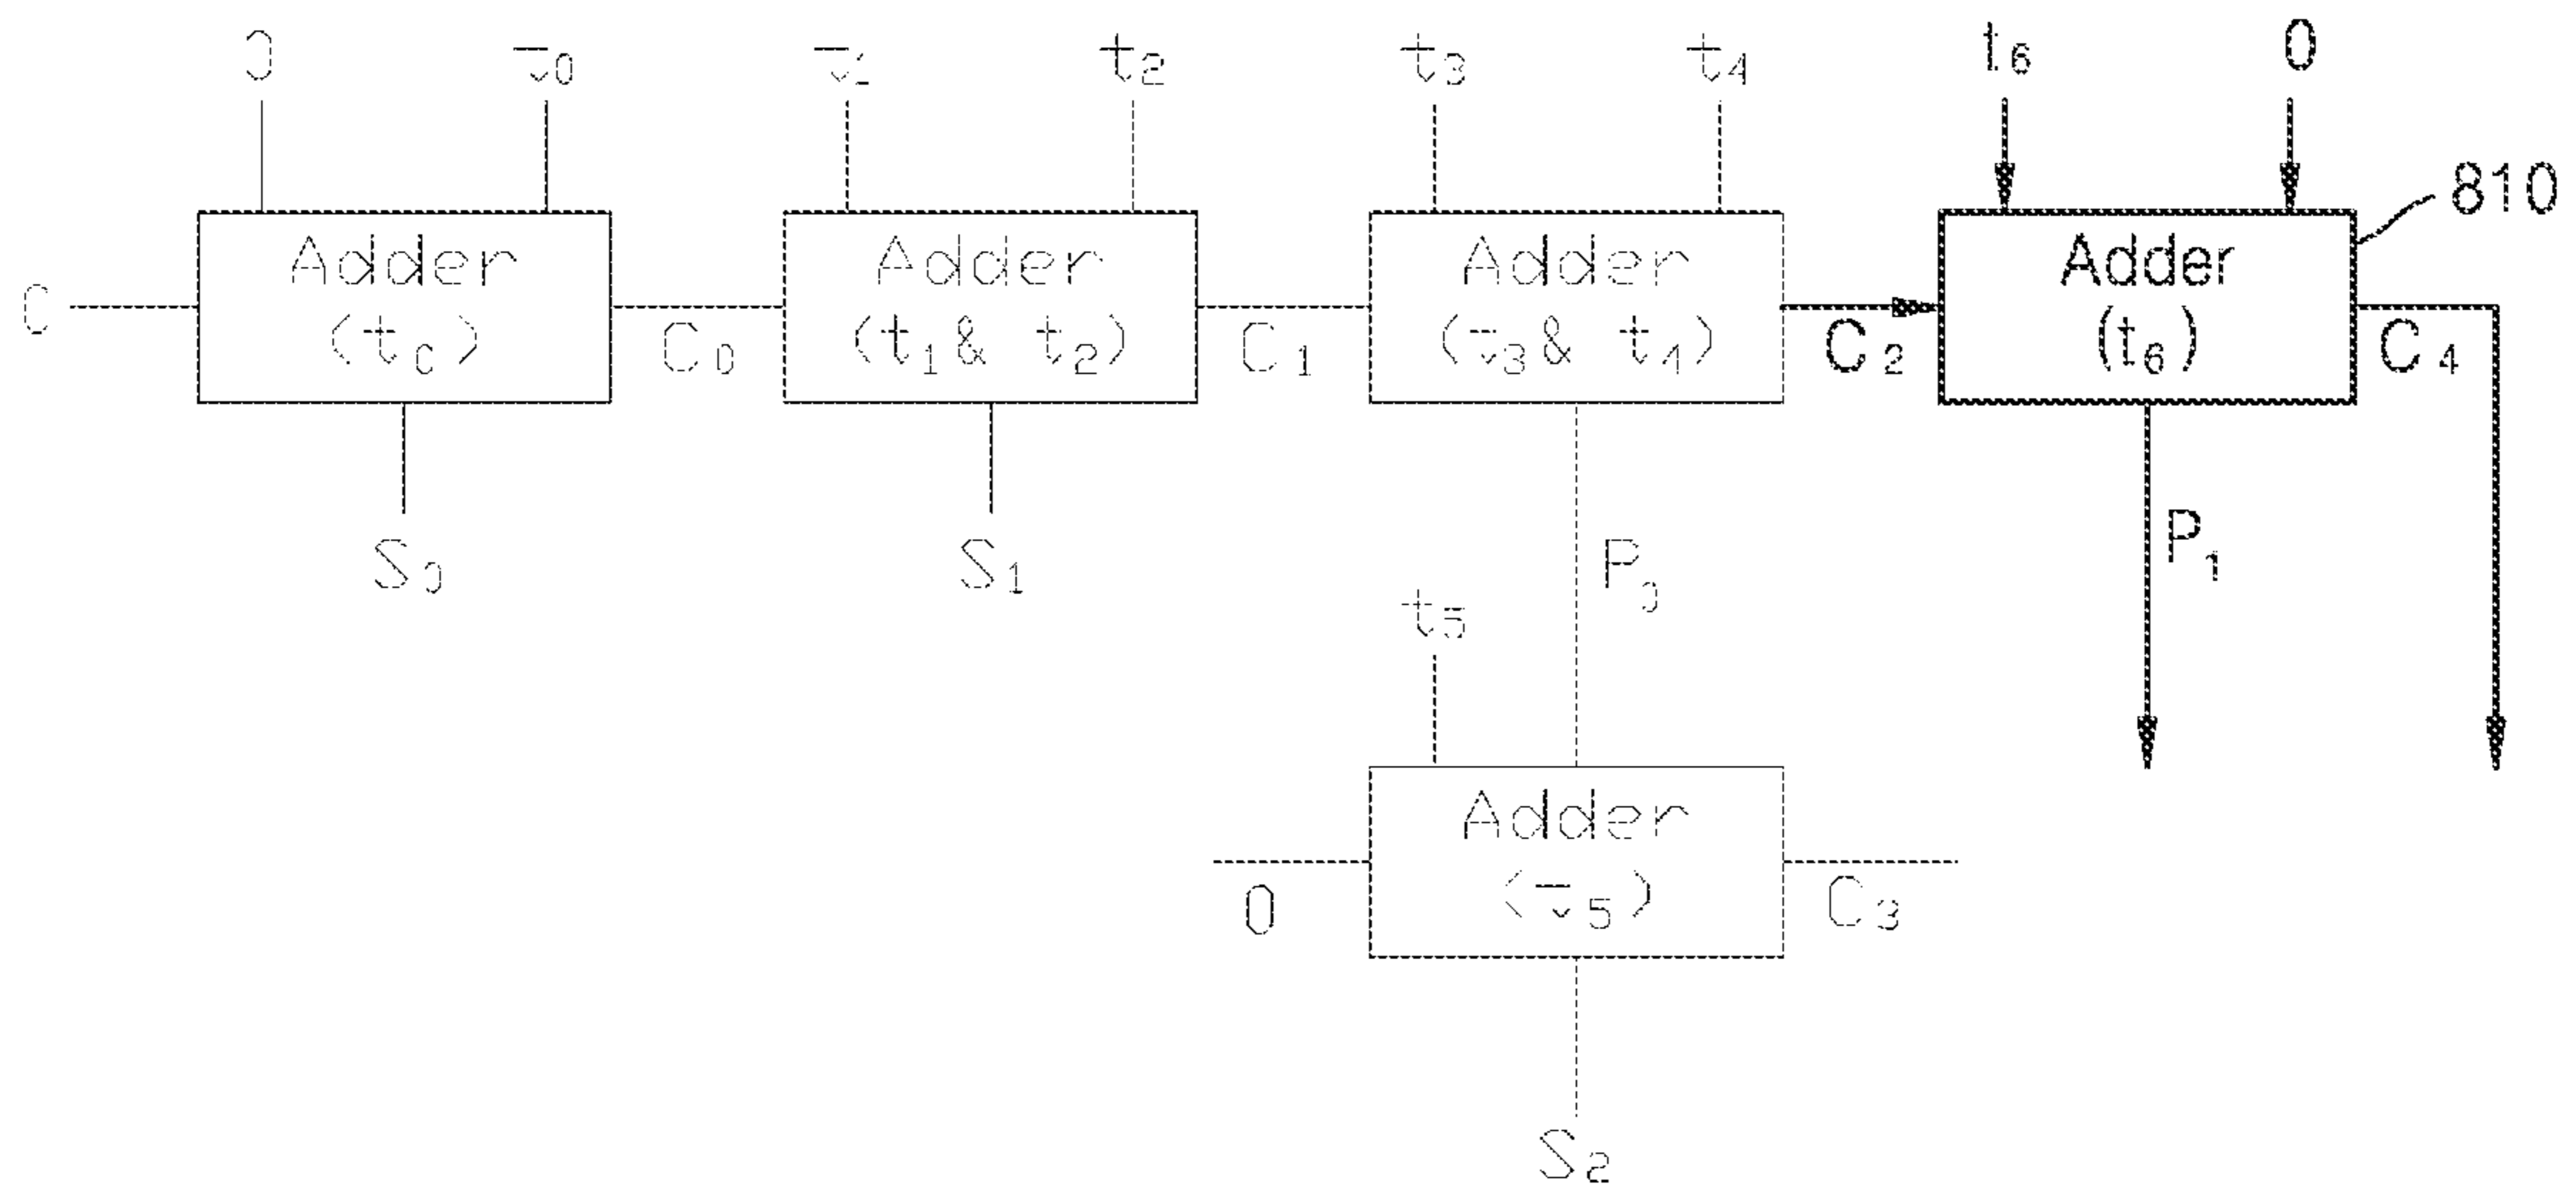 0 t0 t1 t2 t3 t4 t6 0
810
Adder Adder Adder Adder
0 (t0) C0 (t1& t2) C1 (t3& t4) C2 (t6) C4
S0 S1 P0 P1
t5
Adder
0 (t5) C3
S2